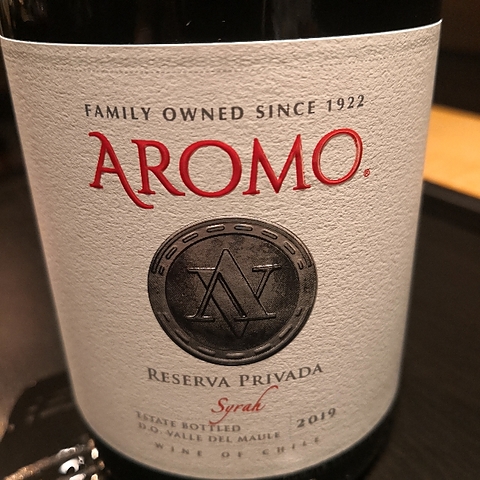 FAMILY OWNED SINCE 1922
AROMO®
RESERVA PRIVADA
Syrah
ESTATE BOTTLED 2019
D.O. VALLE DEL MAULE
WINE OF CHILE